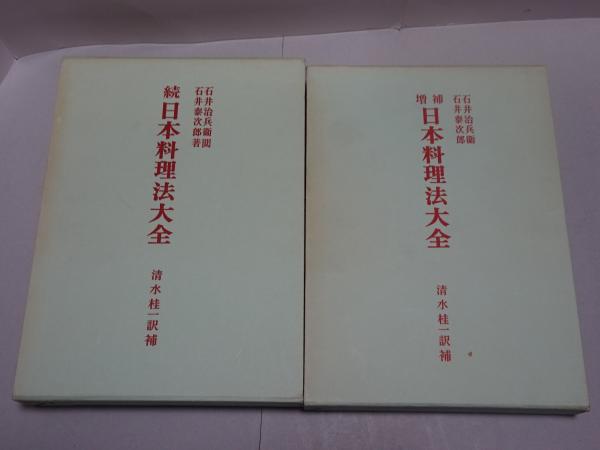 増補
日本料理法大全
石井治兵衛
石井泰次郎
清水桂一訳補
続日本料理法大全
石井治兵衛閲
石井泰次郎著
清水桂一訳補